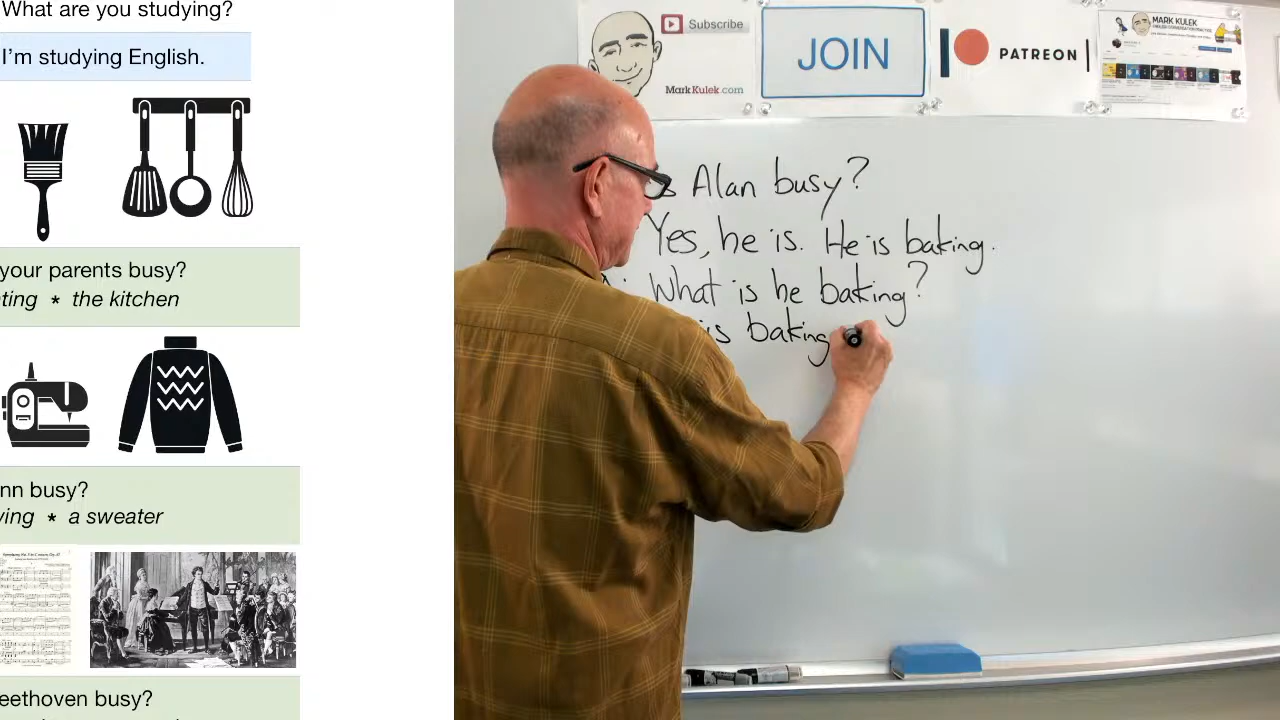 What are you studying?
I'm studying English.
your parents busy?
ting * the kitchen
nn busy?
ving * a sweater
eethoven busy?
Subscribe
MarkKulek.com
JOIN
PATREON
MARK KULEK
s Alan busy?
Yes, he is. He is baking.
: What is he baking?
is baking